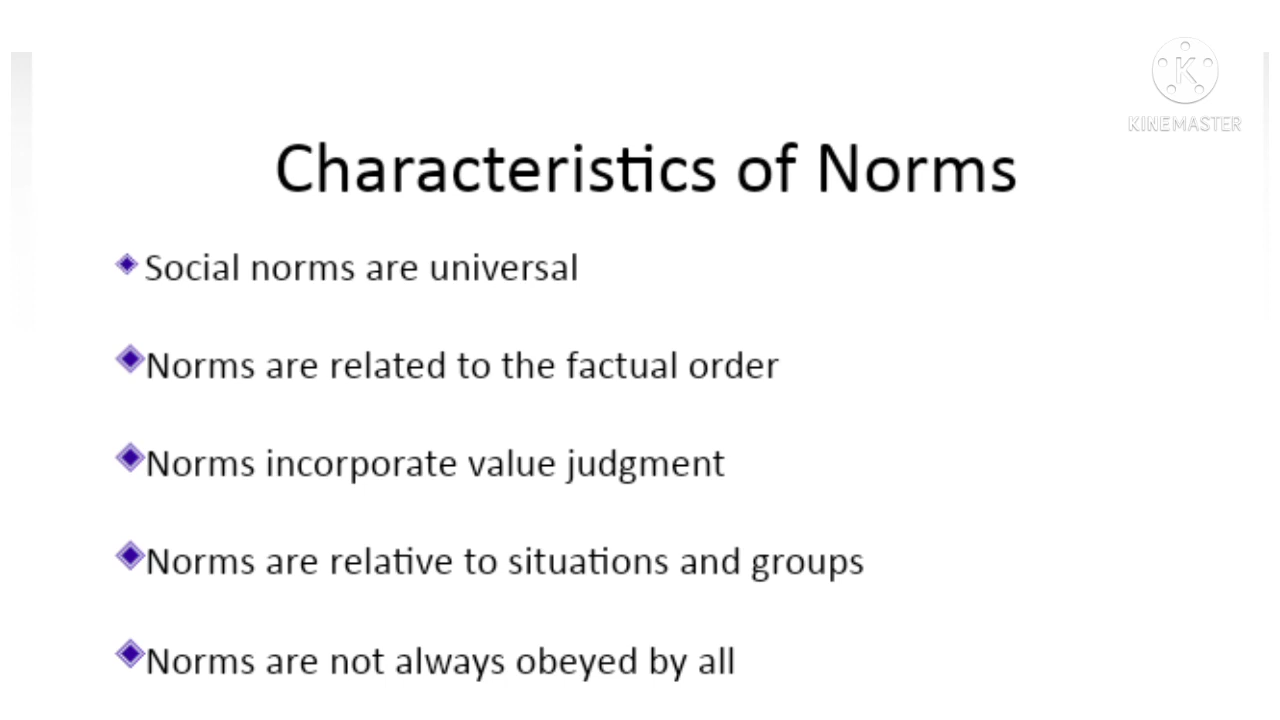 KINEMASTER
Characteristics of Norms
Social norms are universal
Norms are related to the factual order
Norms incorporate value judgment
Norms are relative to situations and groups
Norms are not always obeyed by all